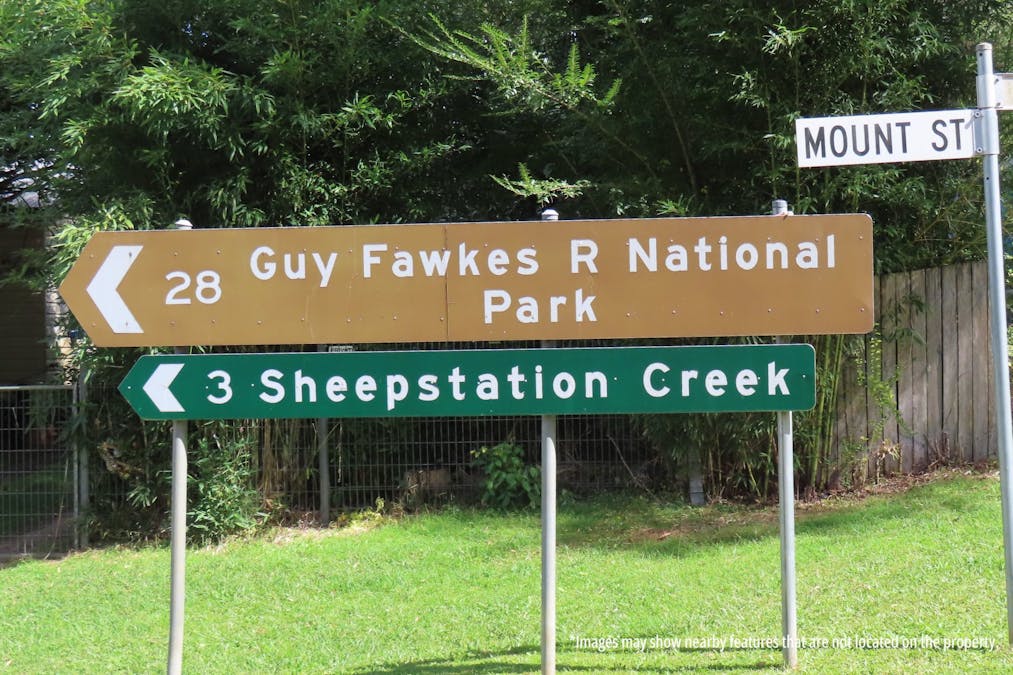 MOUNT ST
28 Guy Fawkes R National
Park
3 Sheepstation Creek
*Images may show nearby features that are not located on the property.